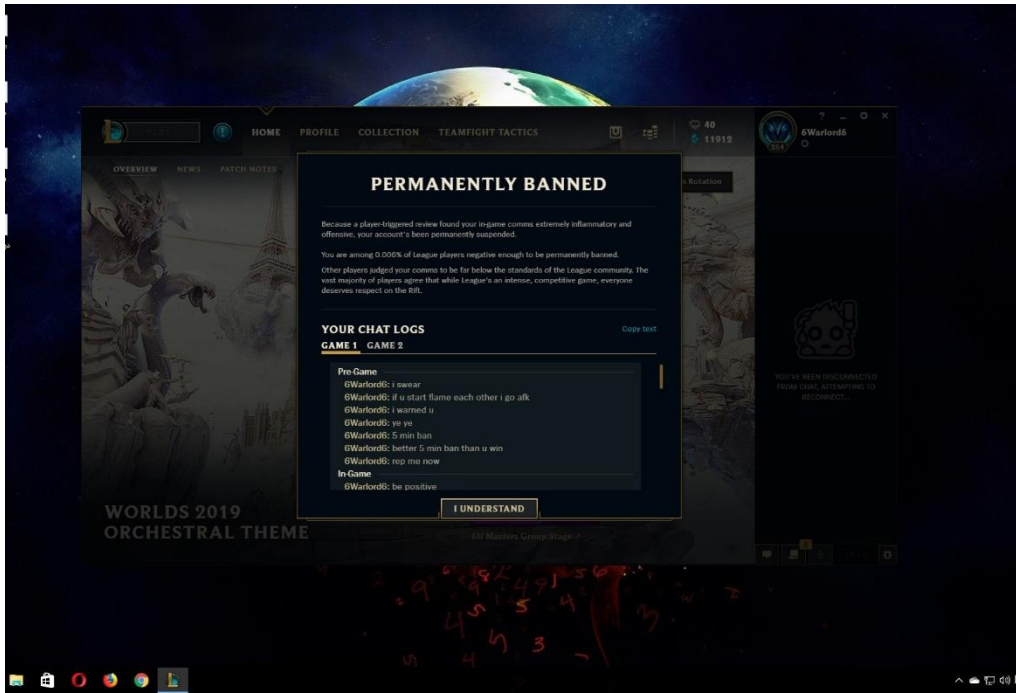 HOME PROFILE COLLECTION TEAMFIGHT TACTICS
40
11912
354
6Warlord6
OVERVIEW NEWS PATCH NOTES
Rotation
PERMANENTLY BANNED
Because a player-triggered review found your in-game comms extremely inflammatory and
offensive, your account's been permanently suspended.
You are among 0.006% of League players negative enough to be permanently banned.
Other players judged your comms to be far below the standards of the League community. The
vast majority of players agree that while League's an intense, competitive game, everyone
deserves respect on the Rift.
YOUR CHAT LOGS
Copy text
GAME 1 GAME 2
Pre-Game
6Warlord6: i swear
6Warlord6: if u start flame each other i go afk
6Warlord6: i warned u
6Warlord6: ye ye
6Warlord6: 5 min ban
6Warlord6: better 5 min ban than u win
6Warlord6: rep me now
In-Game
6Warlord6: be positive
I UNDERSTAND
YOU'VE BEEN DISCONNECTED
FROM CHAT, ATTEMPTING TO
RECONNECT...
WORLDS 2019
ORCHESTRAL THEME
EU Masters Group Stage